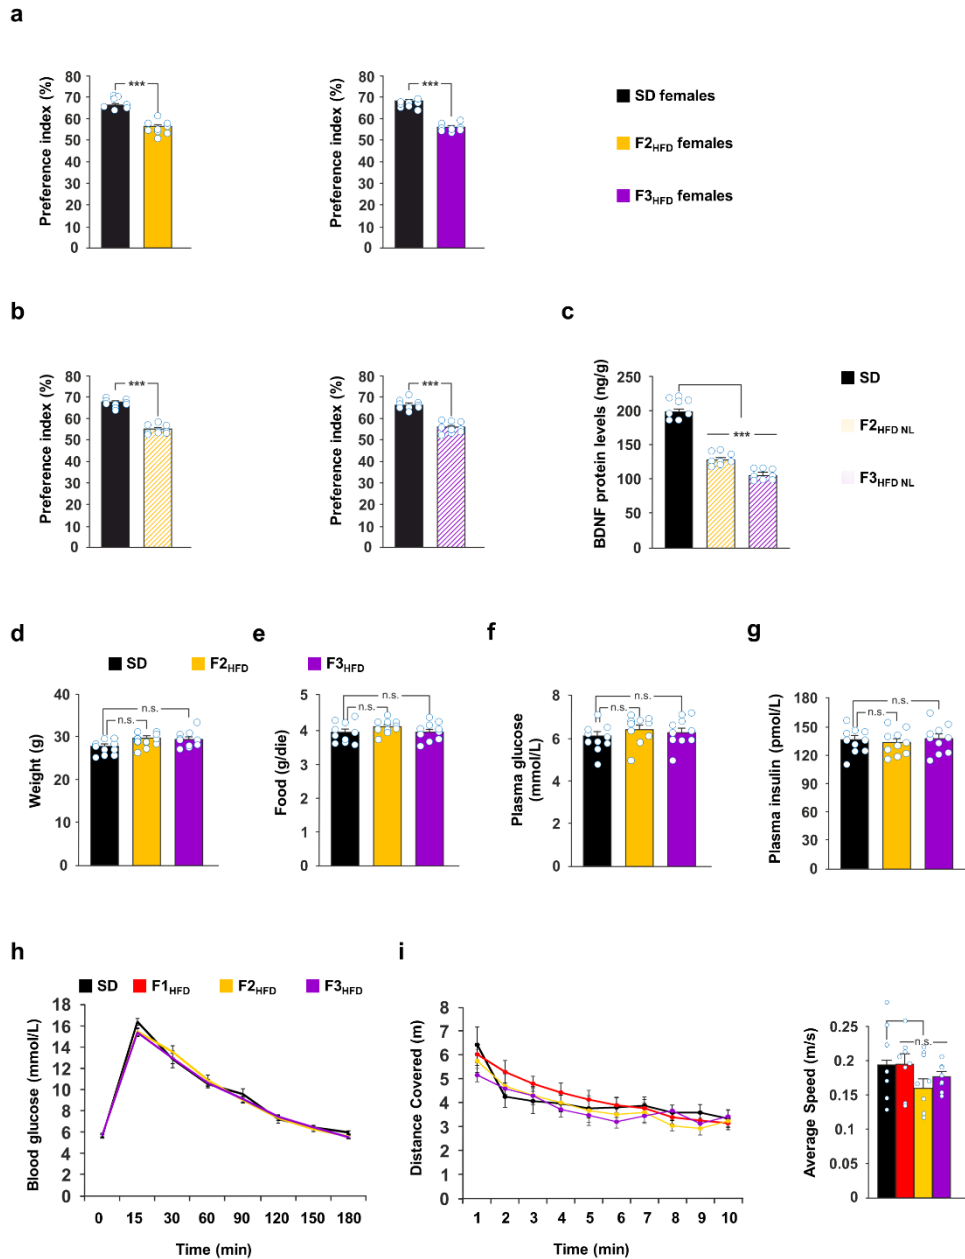 a
Preference index (%)
80
70
60
50
40
30
20
10
0
***
Preference index (%)
80
70
60
50
40
30
20
10
0
***
SD females
F2HFD females
F3HFD females
b
Preference index (%)
80
70
60
50
40
30
20
10
0
***
Preference index (%)
80
70
60
50
40
30
20
10
0
***
c
BDNF protein levels (ng/g)
250
200
150
100
50
0
***
SD
F2HFD NL
F3HFD NL
d
e
f
g
SD
F2HFD
F3HFD
Weight (g)
40
30
20
10
0
n.s.
n.s.
Food (g/die)
5
4
3
2
1
0
n.s.
n.s.
Plasma glucose
(mmol/L)
8
6
4
2
0
n.s.
n.s.
Plasma insulin (pmol/L)
180
150
120
90
60
30
0
n.s.
n.s.
h
i
SD
F1HFD
F2HFD
F3HFD
Blood glucose (mmol/L)
18
16
14
12
10
8
6
4
2
0
0 15 30 60 90 120 150 180
Time (min)
Distance Covered (m)
8
7
6
5
4
3
2
1
0
1 2 3 4 5 6 7 8 9 10
Time (min)
Average Speed (m/s)
0.25
0.2
0.15
0.1
0.05
0
n.s.